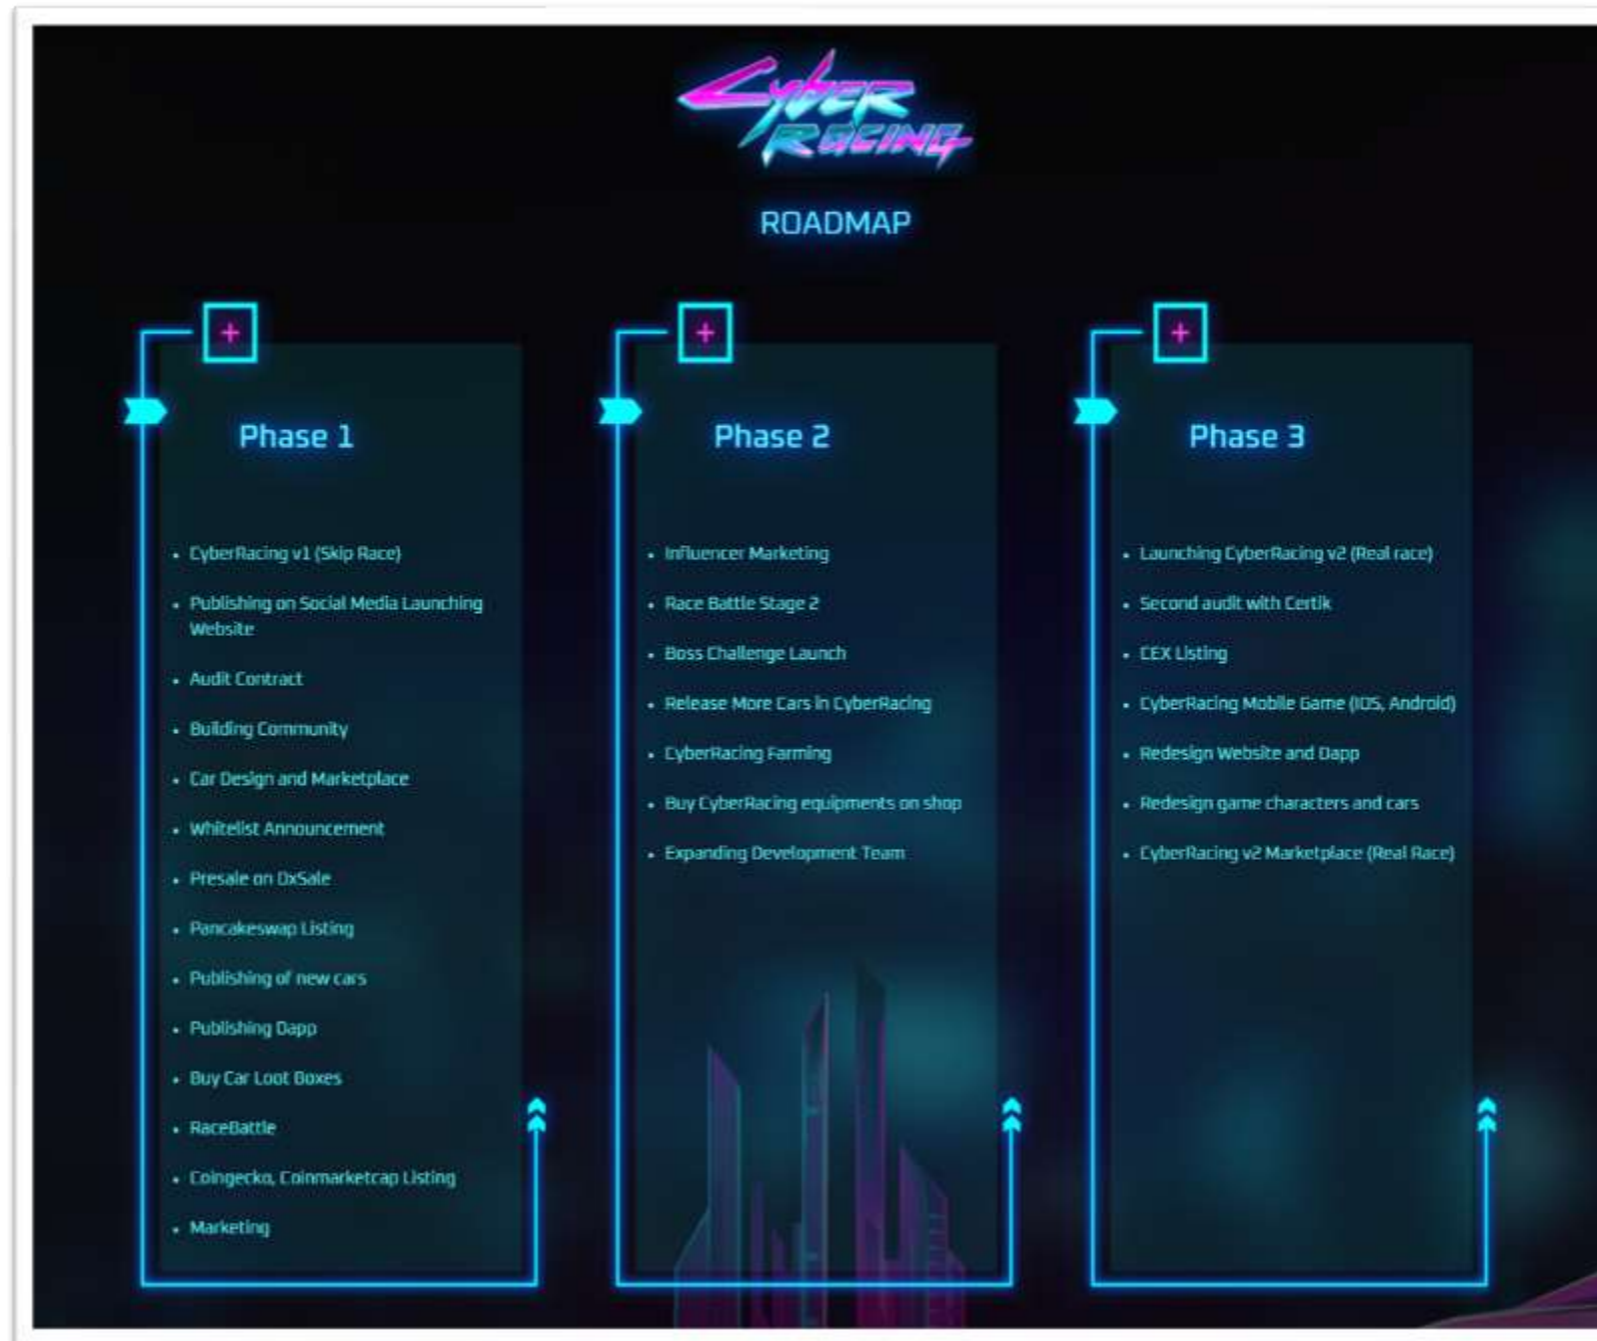 CYBER
RACING
ROADMAP
Phase 1
• CyberRacing v1 (Skip Race)
• Publishing on Social Media Launching
Website
• Audit Contract
• Building Community
• Car Design and Marketplace
• Whitelist Announcement
• Presale on DxSale
• Pancakeswap Listing
• Publishing of new cars
• Publishing Dapp
• Buy Car Loot Boxes
• RaceBattle
• Coingecko, Coinmarketcap Listing
• Marketing
Phase 2
• Influencer Marketing
• Race Battle Stage 2
• Boss Challenge Launch
• Release More Cars in CyberRacing
• CyberRacing Farming
• Buy CyberRacing equipments on shop
• Expanding Development Team
Phase 3
• Launching CyberRacing v2 (Real race)
• Second audit with Certik
• CEX Listing
• CyberRacing Mobile Game (IOS, Android)
• Redesign Website and Dapp
• Redesign game characters and cars
• CyberRacing v2 Marketplace (Real Race)